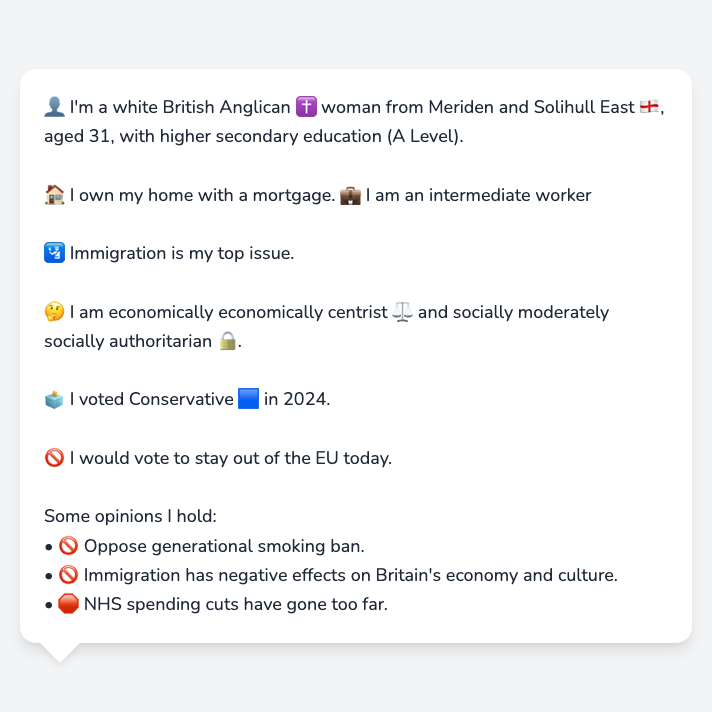 👤 I'm a white British Anglican ✝️ woman from Meriden and Solihull East 🏴󠁧󠁢󠁥󠁮󠁧󠁿,
aged 31, with higher secondary education (A Level).
🏠 I own my home with a mortgage. 💼 I am an intermediate worker
🛂 Immigration is my top issue.
🤔 I am economically economically centrist ⚖️ and socially moderately
socially authoritarian 🔒.
🗳️ I voted Conservative 🟦 in 2024.
🚫 I would vote to stay out of the EU today.
Some opinions I hold:
• 🚫 Oppose generational smoking ban.
• 🚫 Immigration has negative effects on Britain's economy and culture.
• 🛑 NHS spending cuts have gone too far.